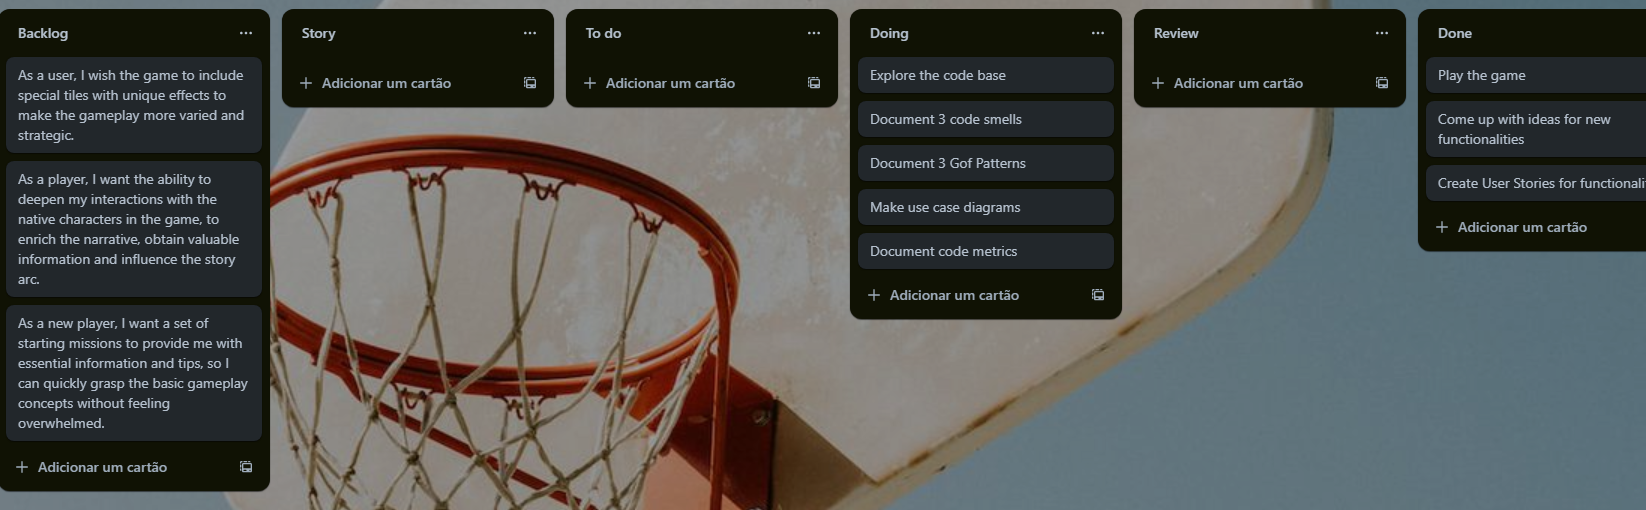 Backlog
As a user, I wish the game to include
special tiles with unique effects to
make the gameplay more varied and
strategic.
As a player, I want the ability to
deepen my interactions with the
native characters in the game, to
enrich the narrative, obtain valuable
information and influence the story
arc.
As a new player, I want a set of
starting missions to provide me with
essential information and tips, so I
can quickly grasp the basic gameplay
concepts without feeling
overwhelmed.
Adicionar um cartão
Story
Adicionar um cartão
To do
Adicionar um cartão
Doing
Explore the code base
Document 3 code smells
Document 3 Gof Patterns
Make use case diagrams
Document code metrics
Adicionar um cartão
Review
Adicionar um cartão
Done
Play the game
Come up with ideas for new
functionalities
Create User Stories for
Adicionar um cartão